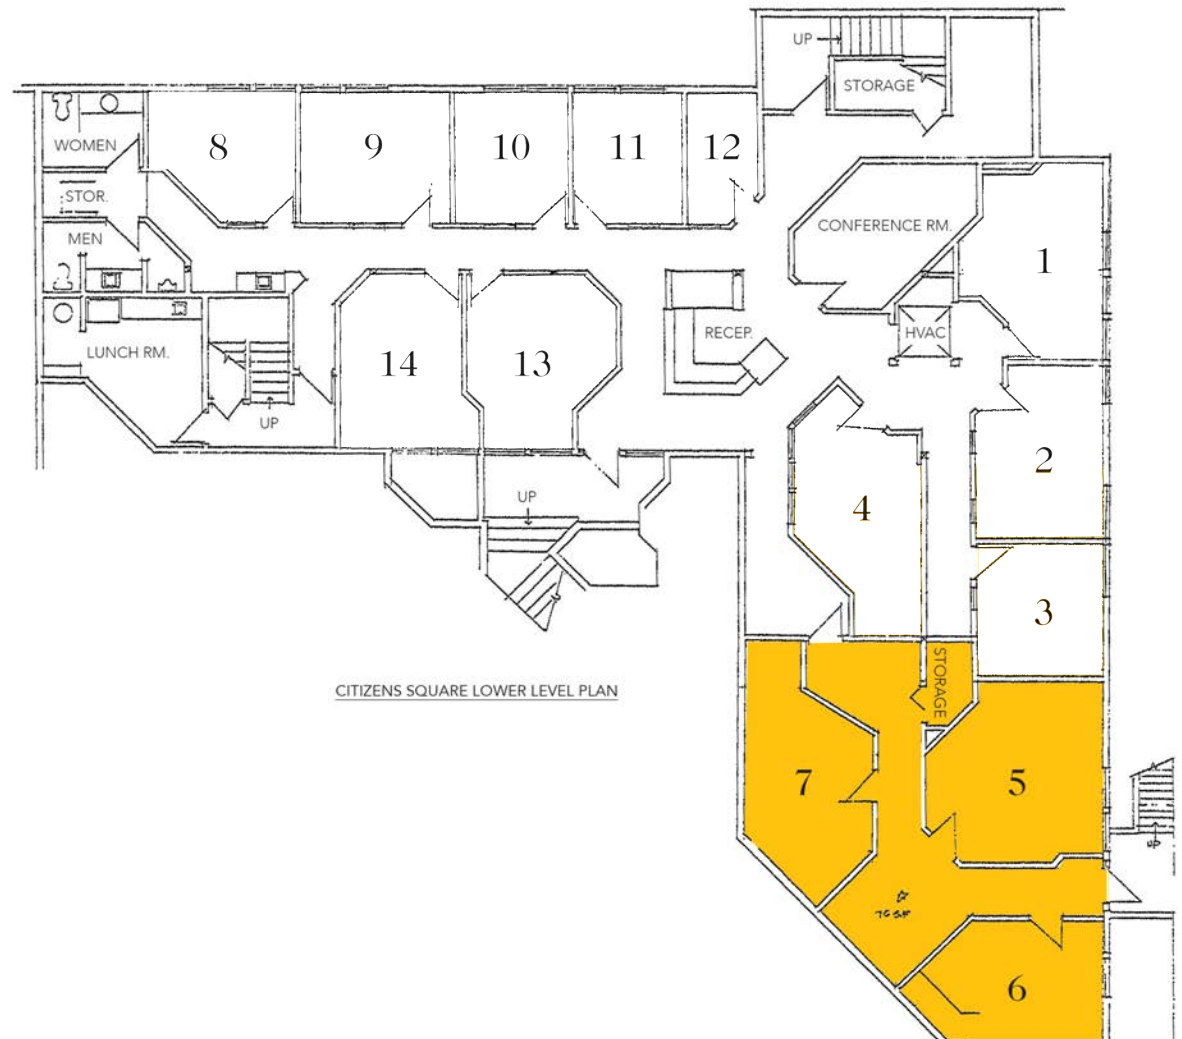 UP
STORAGE
WOMEN
8
9
10
11
12
STOR.
MEN
CONFERENCE RM.
1
LUNCH RM.
14
13
RECEP.
HVAC
UP
2
UP
4
3
CITIZENS SQUARE LOWER LEVEL PLAN
STORAGE
7
5
UP
76 S.F
6